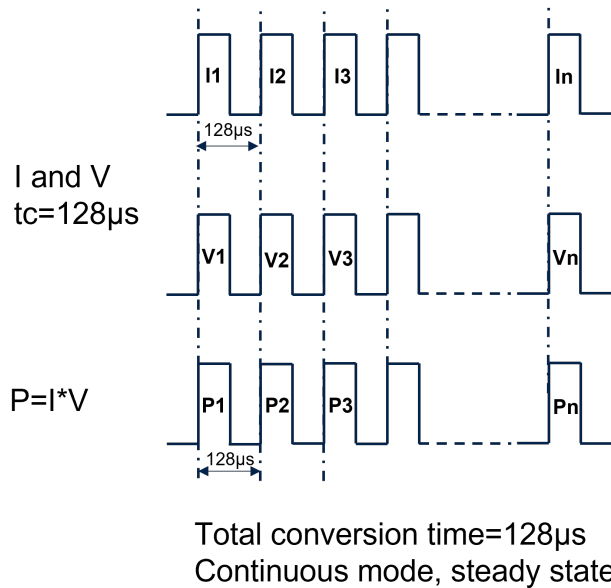 I1 I2 I3 In
128µs
I and V
tc=128µs
V1 V2 V3 Vn
P=I*V
P1 P2 P3 Pn
128µs
Total conversion time=128µs
Continuous mode, steady state